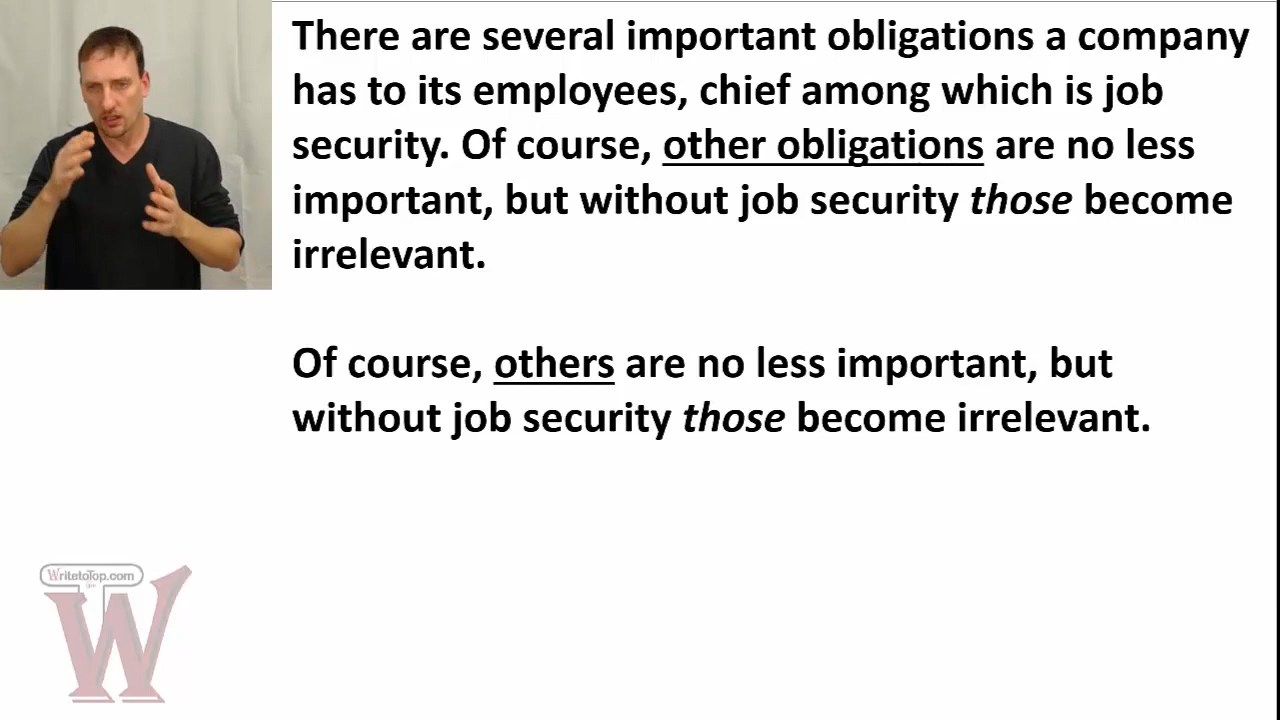 There are several important obligations a company
has to its employees, chief among which is job
security. Of course, other obligations are no less
important, but without job security those become
irrelevant.
Of course, others are no less important, but
without job security those become irrelevant.
WritetoTop.com
W